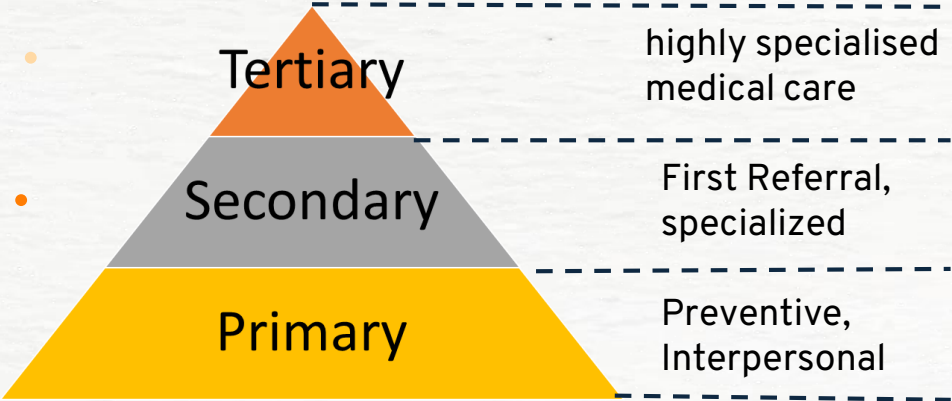 Tertiary
highly specialised
medical care
Secondary
First Referral,
specialized
Primary
Preventive,
Interpersonal